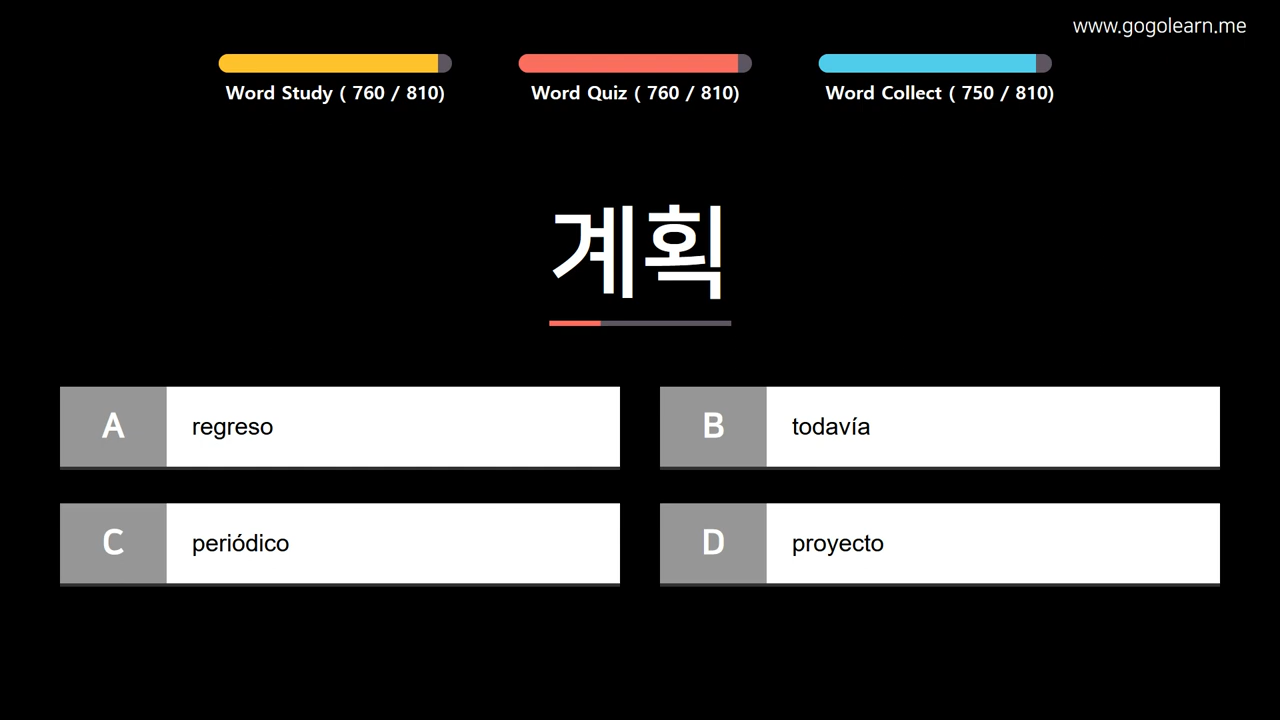 www.gogolearn.me
Word Study ( 760 / 810)
Word Quiz ( 760 / 810)
Word Collect ( 750 / 810)
계획
A regreso
B todavía
C periódico
D proyecto